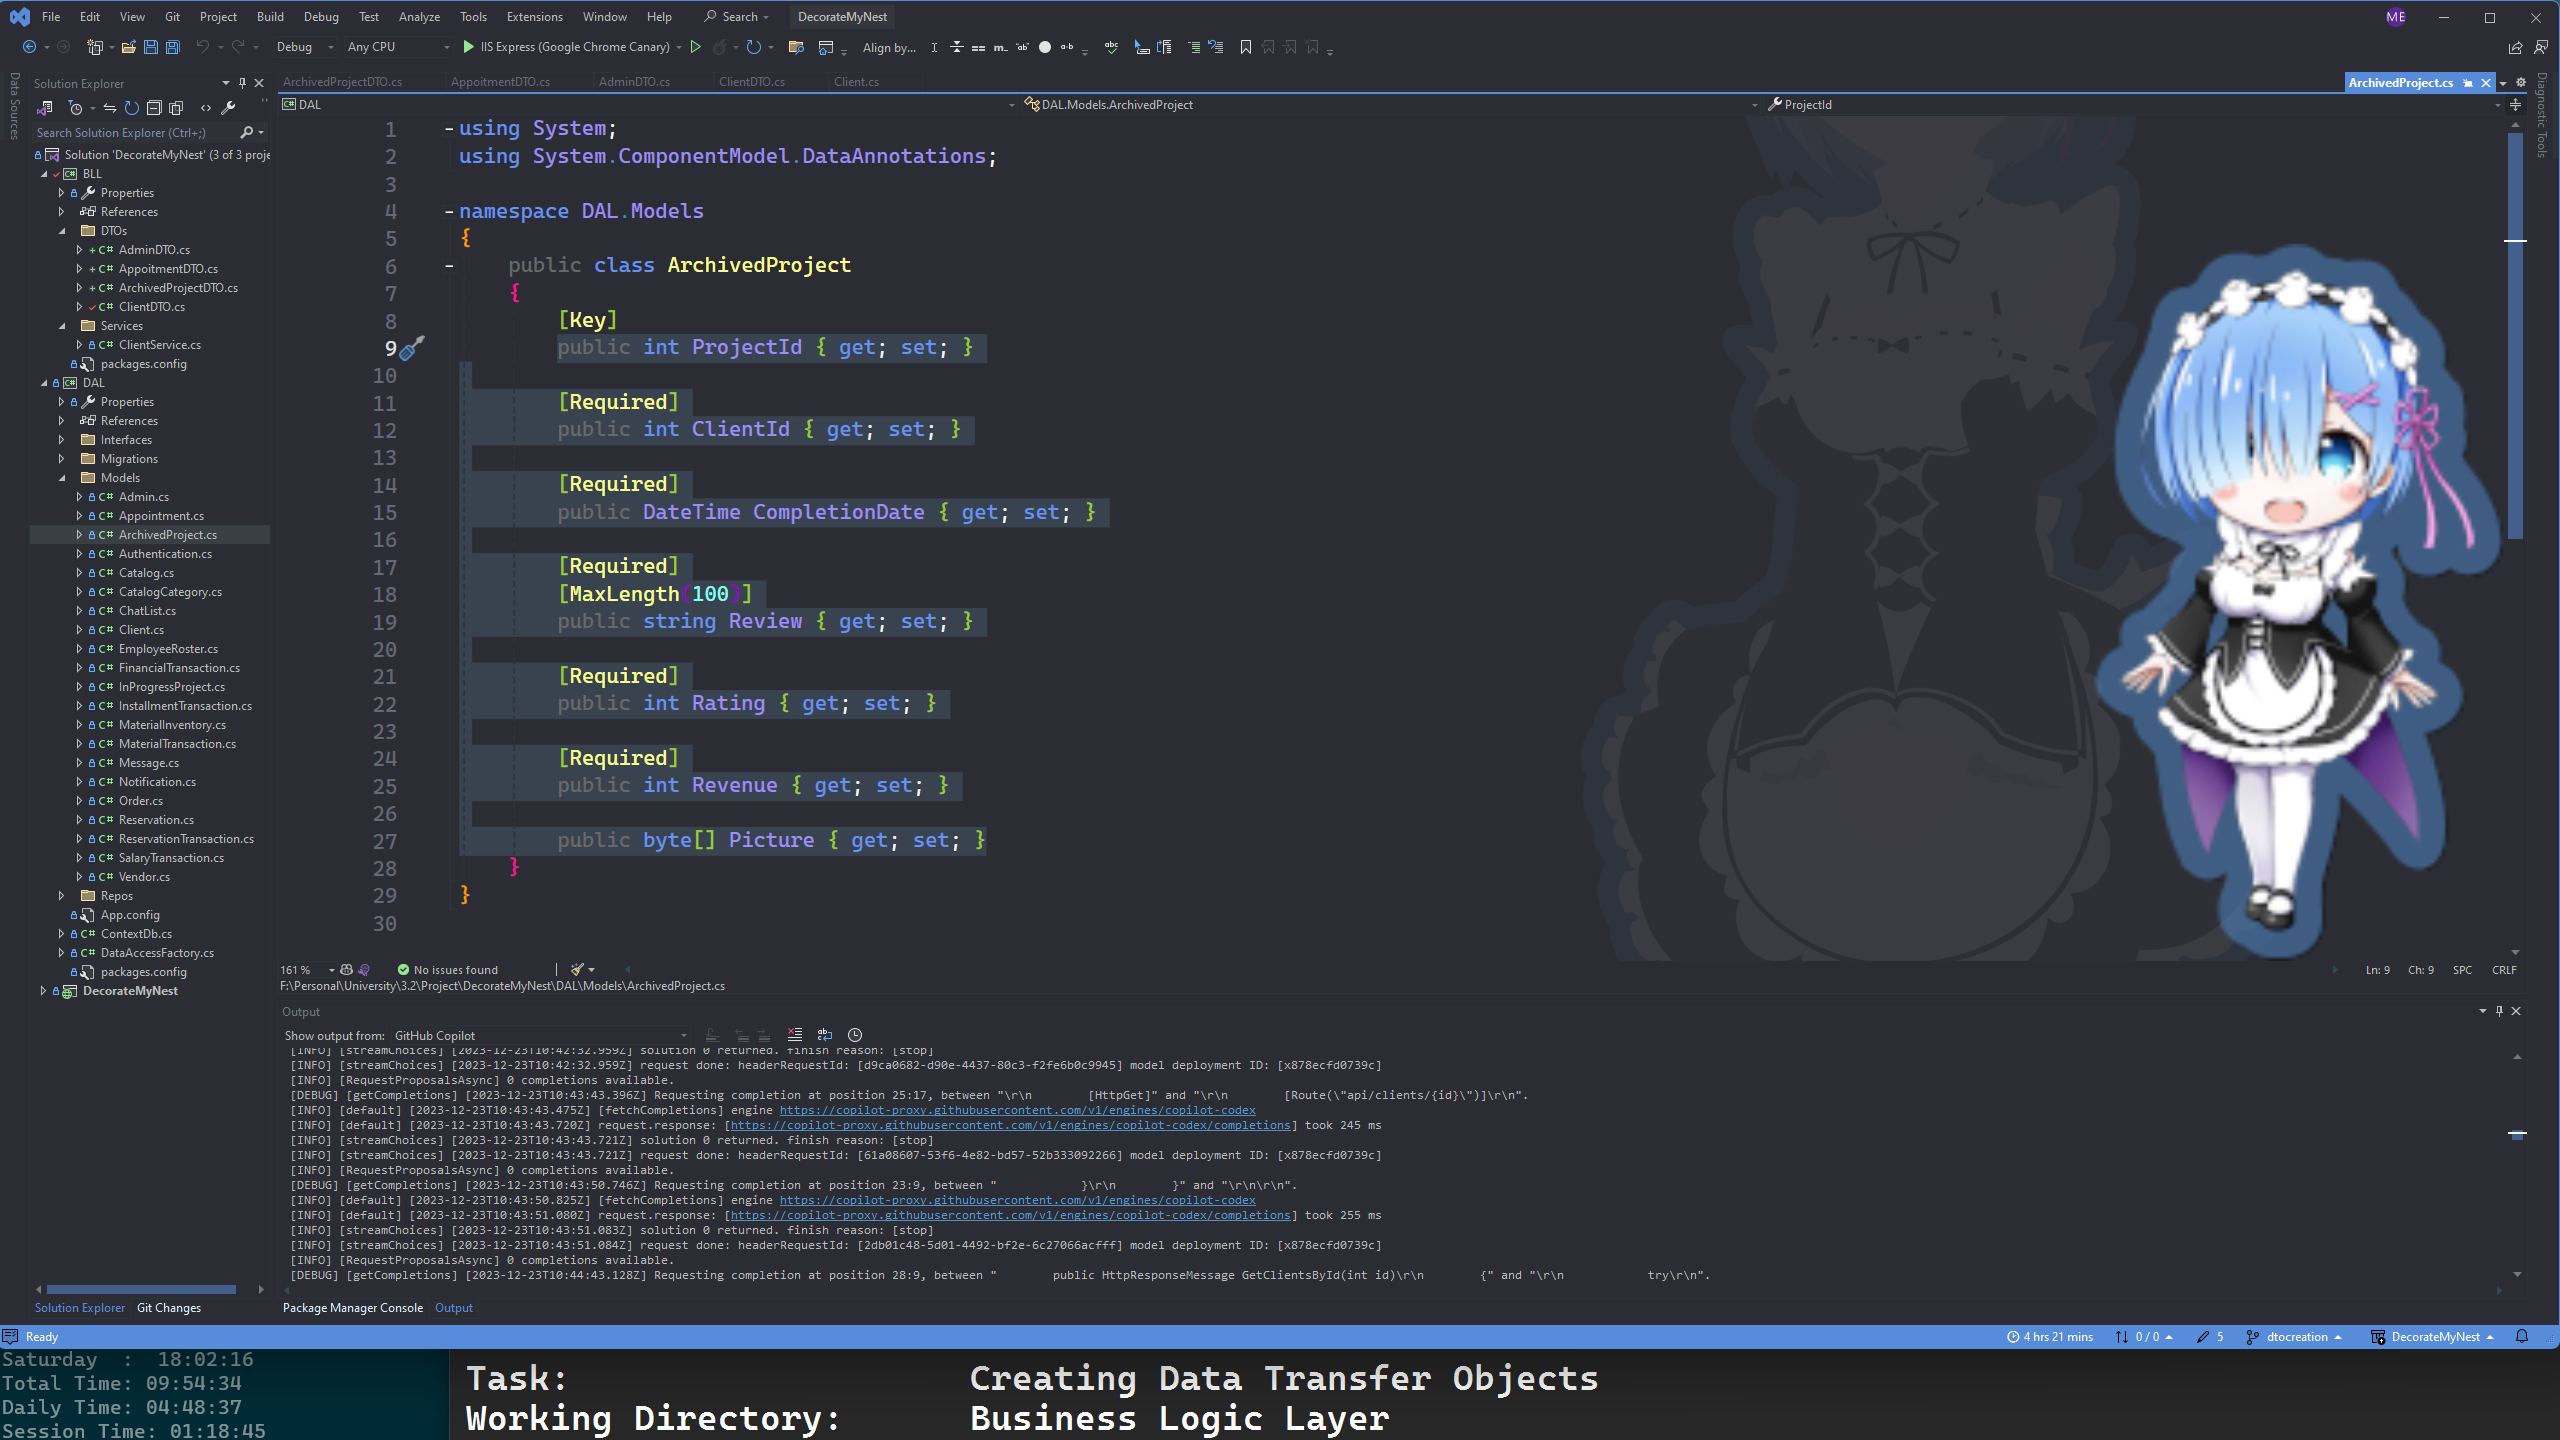 File Edit View Git Project Build Debug Test Analyze Tools Extensions Window Help Search DecorateMyNest ME
Debug Any CPU IIS Express (Google Chrome Canary) Align by...
Data Sources
Solution Explorer
Search Solution Explorer (Ctrl+;)
Solution 'DecorateMyNest' (3 of 3 proje
BLL
Properties
References
DTOs
C# AdminDTO.cs
C# AppoitmentDTO.cs
C# ArchivedProjectDTO.cs
C# ClientDTO.cs
Services
C# ClientService.cs
packages.config
DAL
Properties
References
Interfaces
Migrations
Models
C# Admin.cs
C# Appointment.cs
C# ArchivedProject.cs
C# Authentication.cs
C# Catalog.cs
C# CatalogCategory.cs
C# ChatList.cs
C# Client.cs
C# EmployeeRoster.cs
C# FinancialTransaction.cs
C# InProgressProject.cs
C# InstallmentTransaction.cs
C# MaterialInventory.cs
C# MaterialTransaction.cs
C# Message.cs
C# Notification.cs
C# Order.cs
C# Reservation.cs
C# ReservationTransaction.cs
C# SalaryTransaction.cs
C# Vendor.cs
Repos
App.config
C# ContextDb.cs
C# DataAccessFactory.cs
packages.config
DecorateMyNest
Solution Explorer Git Changes
ArchivedProjectDTO.cs AppoitmentDTO.cs AdminDTO.cs ClientDTO.cs Client.cs ArchivedProject.cs
C# DAL DAL.Models.ArchivedProject ProjectId
Diagnostic Tools
1 using System;
2 using System.ComponentModel.DataAnnotations;
3
4 namespace DAL.Models
5 {
6 public class ArchivedProject
7 {
8 [Key]
9 public int ProjectId { get; set; }
10
11 [Required]
12 public int ClientId { get; set; }
13
14 [Required]
15 public DateTime CompletionDate { get; set; }
16
17 [Required]
18 [MaxLength(100)]
19 public string Review { get; set; }
20
21 [Required]
22 public int Rating { get; set; }
23
24 [Required]
25 public int Revenue { get; set; }
26
27 public byte[] Picture { get; set; }
28 }
29 }
30
161 % No issues found Ln: 9 Ch: 9 SPC CRLF
F:\Personal\University\3.2\Project\DecorateMyNest\DAL\Models\ArchivedProject.cs
Output
Show output from: GitHub Copilot
[INFO] [streamChoices] [2023-12-23T10:42:32.959Z] solution 0 returned. finish reason: [stop]
[INFO] [streamChoices] [2023-12-23T10:42:32.959Z] request done: headerRequestId: [d9ca0682-d90e-4437-80c3-f2fe6b0c9945] model deployment ID: [x878ecfd0739c]
[INFO] [RequestProposalsAsync] 0 completions available.
[DEBUG] [getCompletions] [2023-12-23T10:43:43.396Z] Requesting completion at position 25:17, between "\r\n        [HttpGet]" and "\r\n        [Route(\"api/clients/{id}\")]\r\n".
[INFO] [default] [2023-12-23T10:43:43.475Z] [fetchCompletions] engine https://copilot-proxy.githubusercontent.com/v1/engines/copilot-codex
[INFO] [default] [2023-12-23T10:43:43.720Z] request.response: [https://copilot-proxy.githubusercontent.com/v1/engines/copilot-codex/completions] took 245 ms
[INFO] [streamChoices] [2023-12-23T10:43:43.721Z] solution 0 returned. finish reason: [stop]
[INFO] [streamChoices] [2023-12-23T10:43:43.721Z] request done: headerRequestId: [61a08607-53f6-4e82-bd57-52b333092266] model deployment ID: [x878ecfd0739c]
[INFO] [RequestProposalsAsync] 0 completions available.
[DEBUG] [getCompletions] [2023-12-23T10:43:50.746Z] Requesting completion at position 23:9, between "            }\r\n        }" and "\r\n\r\n".
[INFO] [default] [2023-12-23T10:43:50.825Z] [fetchCompletions] engine https://copilot-proxy.githubusercontent.com/v1/engines/copilot-codex
[INFO] [default] [2023-12-23T10:43:51.080Z] request.response: [https://copilot-proxy.githubusercontent.com/v1/engines/copilot-codex/completions] took 255 ms
[INFO] [streamChoices] [2023-12-23T10:43:51.083Z] solution 0 returned. finish reason: [stop]
[INFO] [streamChoices] [2023-12-23T10:43:51.084Z] request done: headerRequestId: [2db01c48-5d01-4492-bf2e-6c27066acfff] model deployment ID: [x878ecfd0739c]
[INFO] [RequestProposalsAsync] 0 completions available.
[DEBUG] [getCompletions] [2023-12-23T10:44:43.128Z] Requesting completion at position 28:9, between "        public HttpResponseMessage GetClientsById(int id)\r\n        {" and "\r\n            try\r\n".
Package Manager Console Output
Ready 4 hrs 21 mins 0 / 0 5 dtocreation DecorateMyNest
Saturday : 18:02:16
Total Time: 09:54:34
Daily Time: 04:48:37
Session Time: 01:18:45
Task: Creating Data Transfer Objects
Working Directory: Business Logic Layer